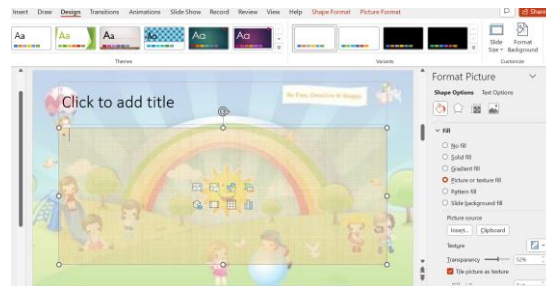 Insert Draw Design Transitions Animations Slide Show Record Review View Help Shape Format Picture Format
Share
Aa Aa Aa Aa Aa
Slide Size Format Background
Themes Variants Customize
Format Picture
Shape Options Text Options
Click to add title
Be Fun, Creative & Happy
Fill
No fill
Solid fill
Gradient fill
Picture or texture fill
Pattern fill
Slide background fill
Picture source
Insert... Clipboard
Texture
Transparency 52%
Tile picture as texture